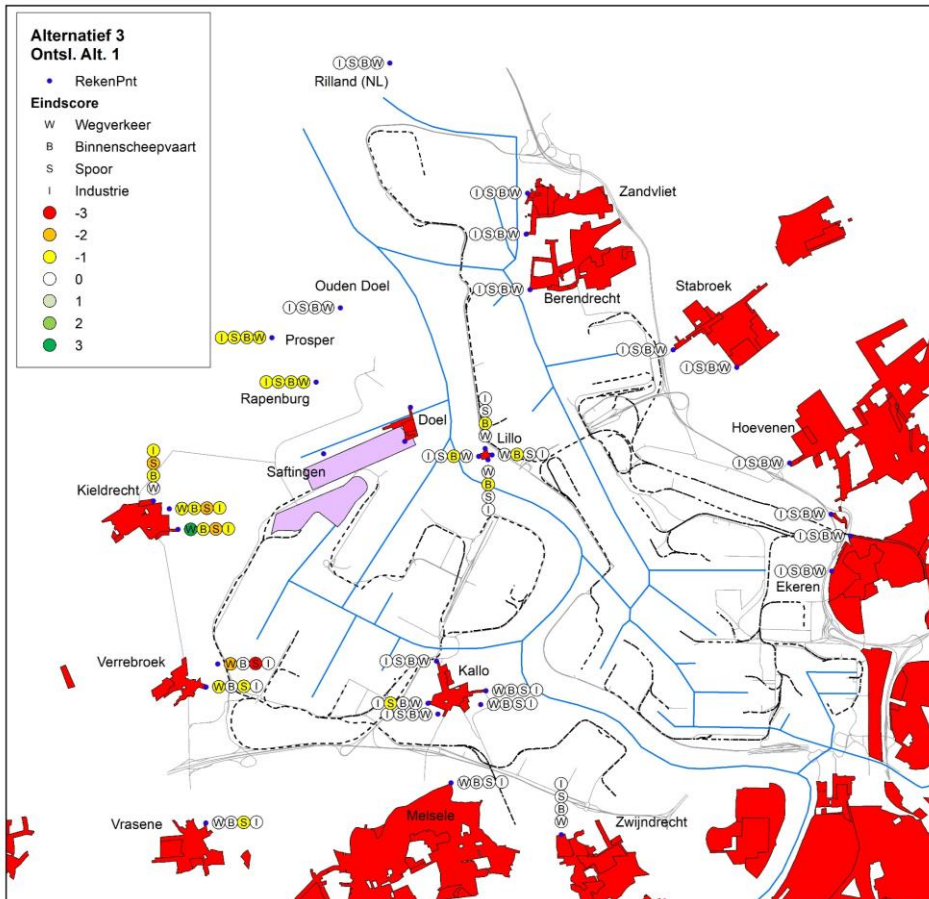 Alternatief 3
Ontsl. Alt. 1
RekenPnt
Eindscore
W Wegverkeer
B Binnenscheepvaart
S Spoor
I Industrie
-3
-2
-1
0
1
2
3
ISBW
Rilland (NL)
ISBW
Zandvliet
ISBW
ISBW
Berendrecht
Stabroek
Ouden Doel
ISBW
ISBW
Prosper
ISBW
ISBW
ISBW
Rapenburg
I
S
B
W
Doel
Lillo
Hoevenen
ISBW
WBSI
ISBW
Saftingen
I
S
B
W
W
B
S
I
Kieldrecht
WBSI
ISBW
WBSI
ISBW
ISBW
Ekeren
Verrebroek
WBSI
ISBW
Kallo
WBSI
WBSI
ISBW
WBSI
ISBW
WBSI
I
S
B
W
Melsele
Vrasene
WBSI
Zwijndrecht